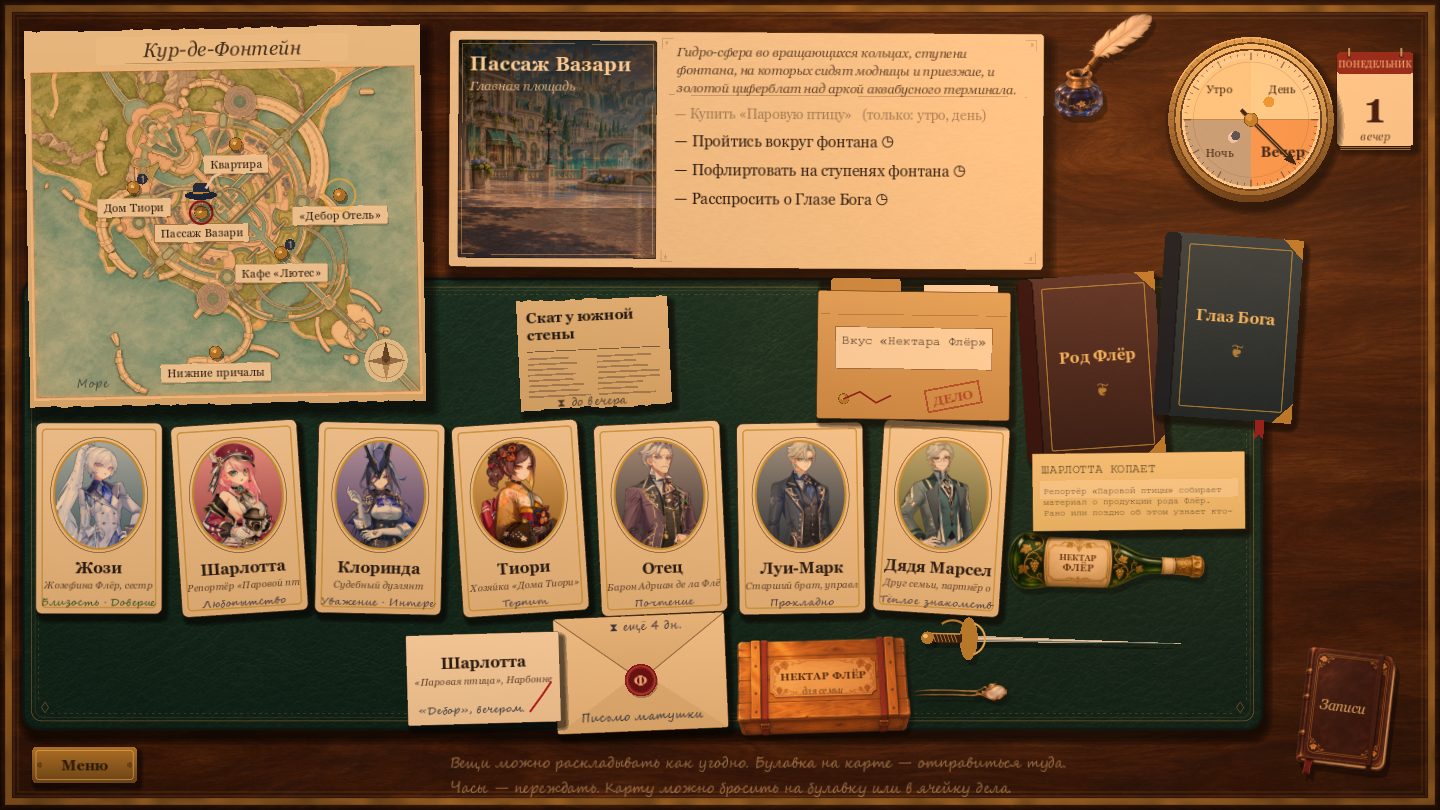 Кур-де-Фонтейн
Квартира
Дом Тиори
1
«Дебор Отель»
Пассаж Вазари
1
Кафе «Лютес»
Нижние причалы
Море
Пассаж Вазари
Главная площадь
Гидро-сфера во вращающихся кольцах, ступени
фонтана, на которых сидят модницы и приезжие, и
золотой циферблат над аркой аквабусного терминала.
— Купить «Паровую птицу» (только: утро, день)
— Пройтись вокруг фонтана
— Пофлиртовать на ступенях фонтана
— Расспросить о Глазе Бога
Утро
День
Ночь
Вечер
ПОНЕДЕЛЬНИК
1
вечер
Скат у южной
стены
до вечера
Вкус «Нектара Флёр»
ДЕЛО
Род Флёр
Глаз Бога
Жози
Жозефина Флёр, сестр
Близость · Доверие
Шарлотта
Репортёр «Паровой пт
Любопытство
Клоринда
Судебный дуэлянт
Уважение · Интере
Тиори
Хозяйка «Дома Тиори»
Терпит
Отец
Барон Адриан де ла Флё
Почтение
Луи-Марк
Старший брат, управл
Прохладно
Дядя Марсел
Друг семьи, партнёр о
Тёплое знакомств
ШАРЛОТТА КОПАЕТ
Репортёр «Паровой птицы» собирает
материал о продукции рода Флёр.
Рано или поздно об этом узнает кто-
НЕКТАР
ФЛЁР
Шарлотта
«Паровая птица», Нарбонне
«Дебор», вечером.
ещё 4 дн.
Ф
Письмо матушки
НЕКТАР ФЛЁР
для семьи
Записи
Меню
Вещи можно раскладывать как угодно. Булавка на карте — отправиться туда.
Часы — переждать. Карту можно бросить на булавку или в ячейку дела.